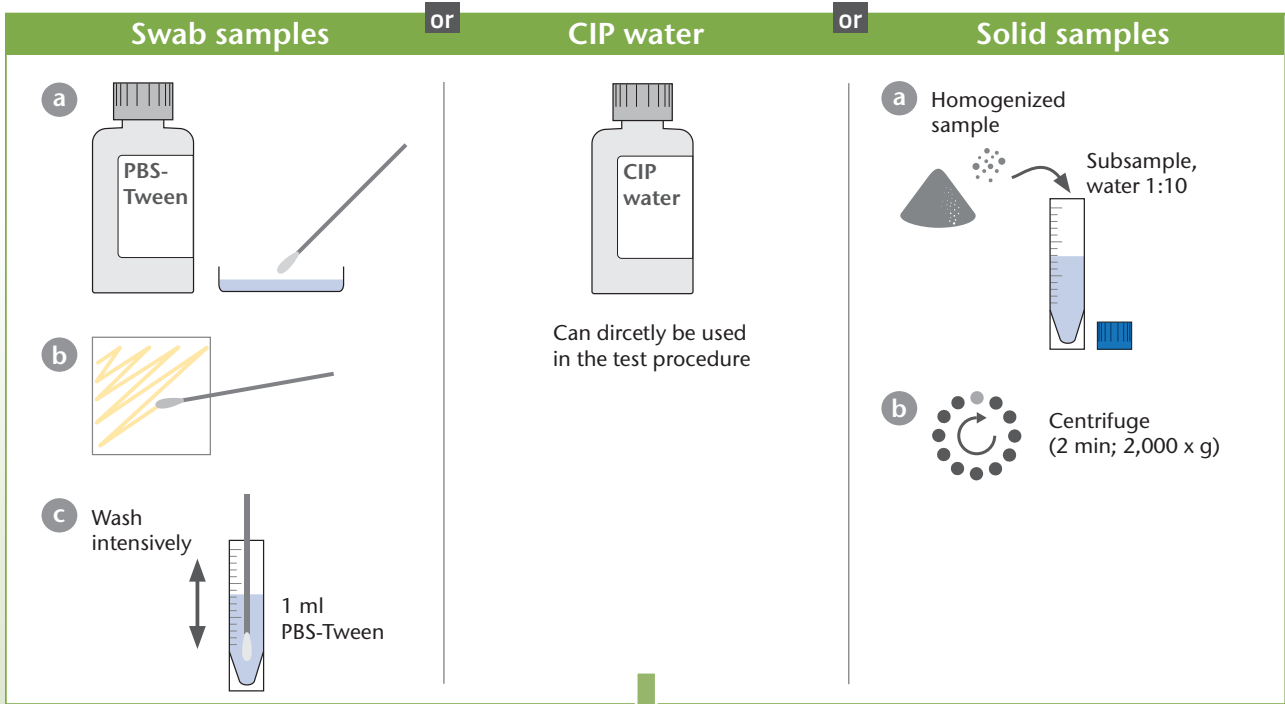 Swab samples
or
CIP water
or
Solid samples
a
PBS-
Tween
b
c
Wash
intensively
1 ml
PBS-Tween
CIP
water
Can dircetly be used
in the test procedure
a
Homogenized
sample
Subsample,
water 1:10
b
Centrifuge
(2 min; 2,000 x g)